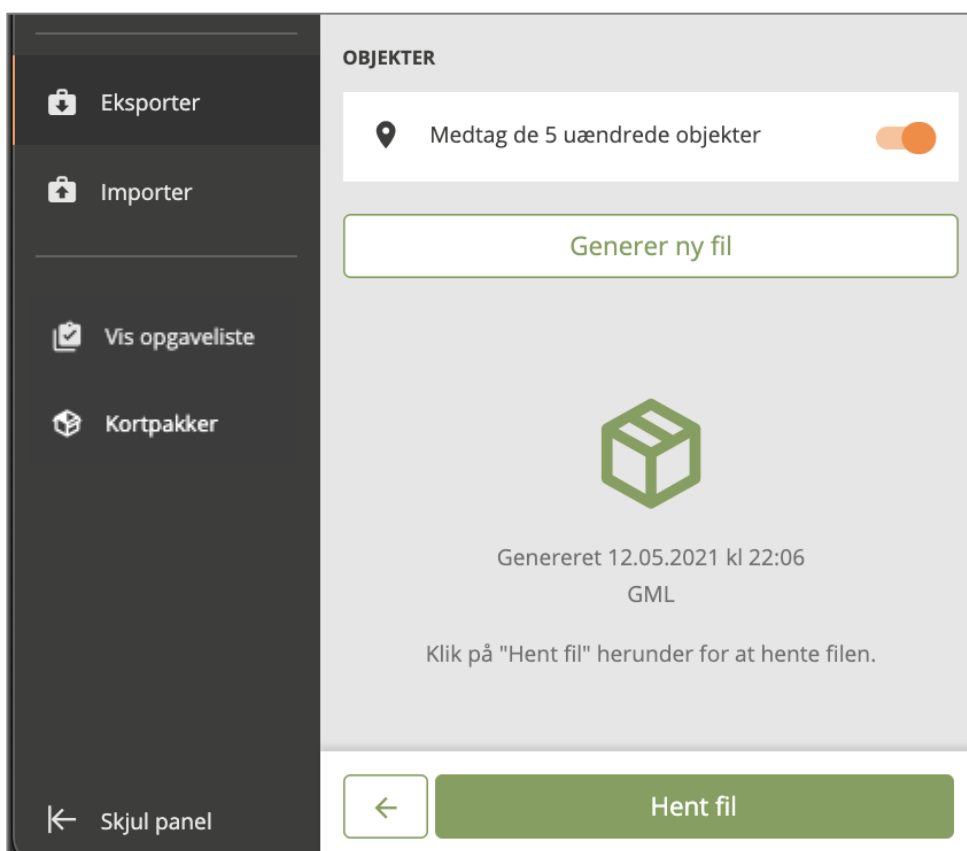 Eksporter
Importer
Vis opgaveliste
Kortpakker
Skjul panel
OBJEKTER
Medtag de 5 uændrede objekter
Generer ny fil
Genereret 12.05.2021 kl 22:06
GML
Klik på "Hent fil" herunder for at hente filen.
Hent fil